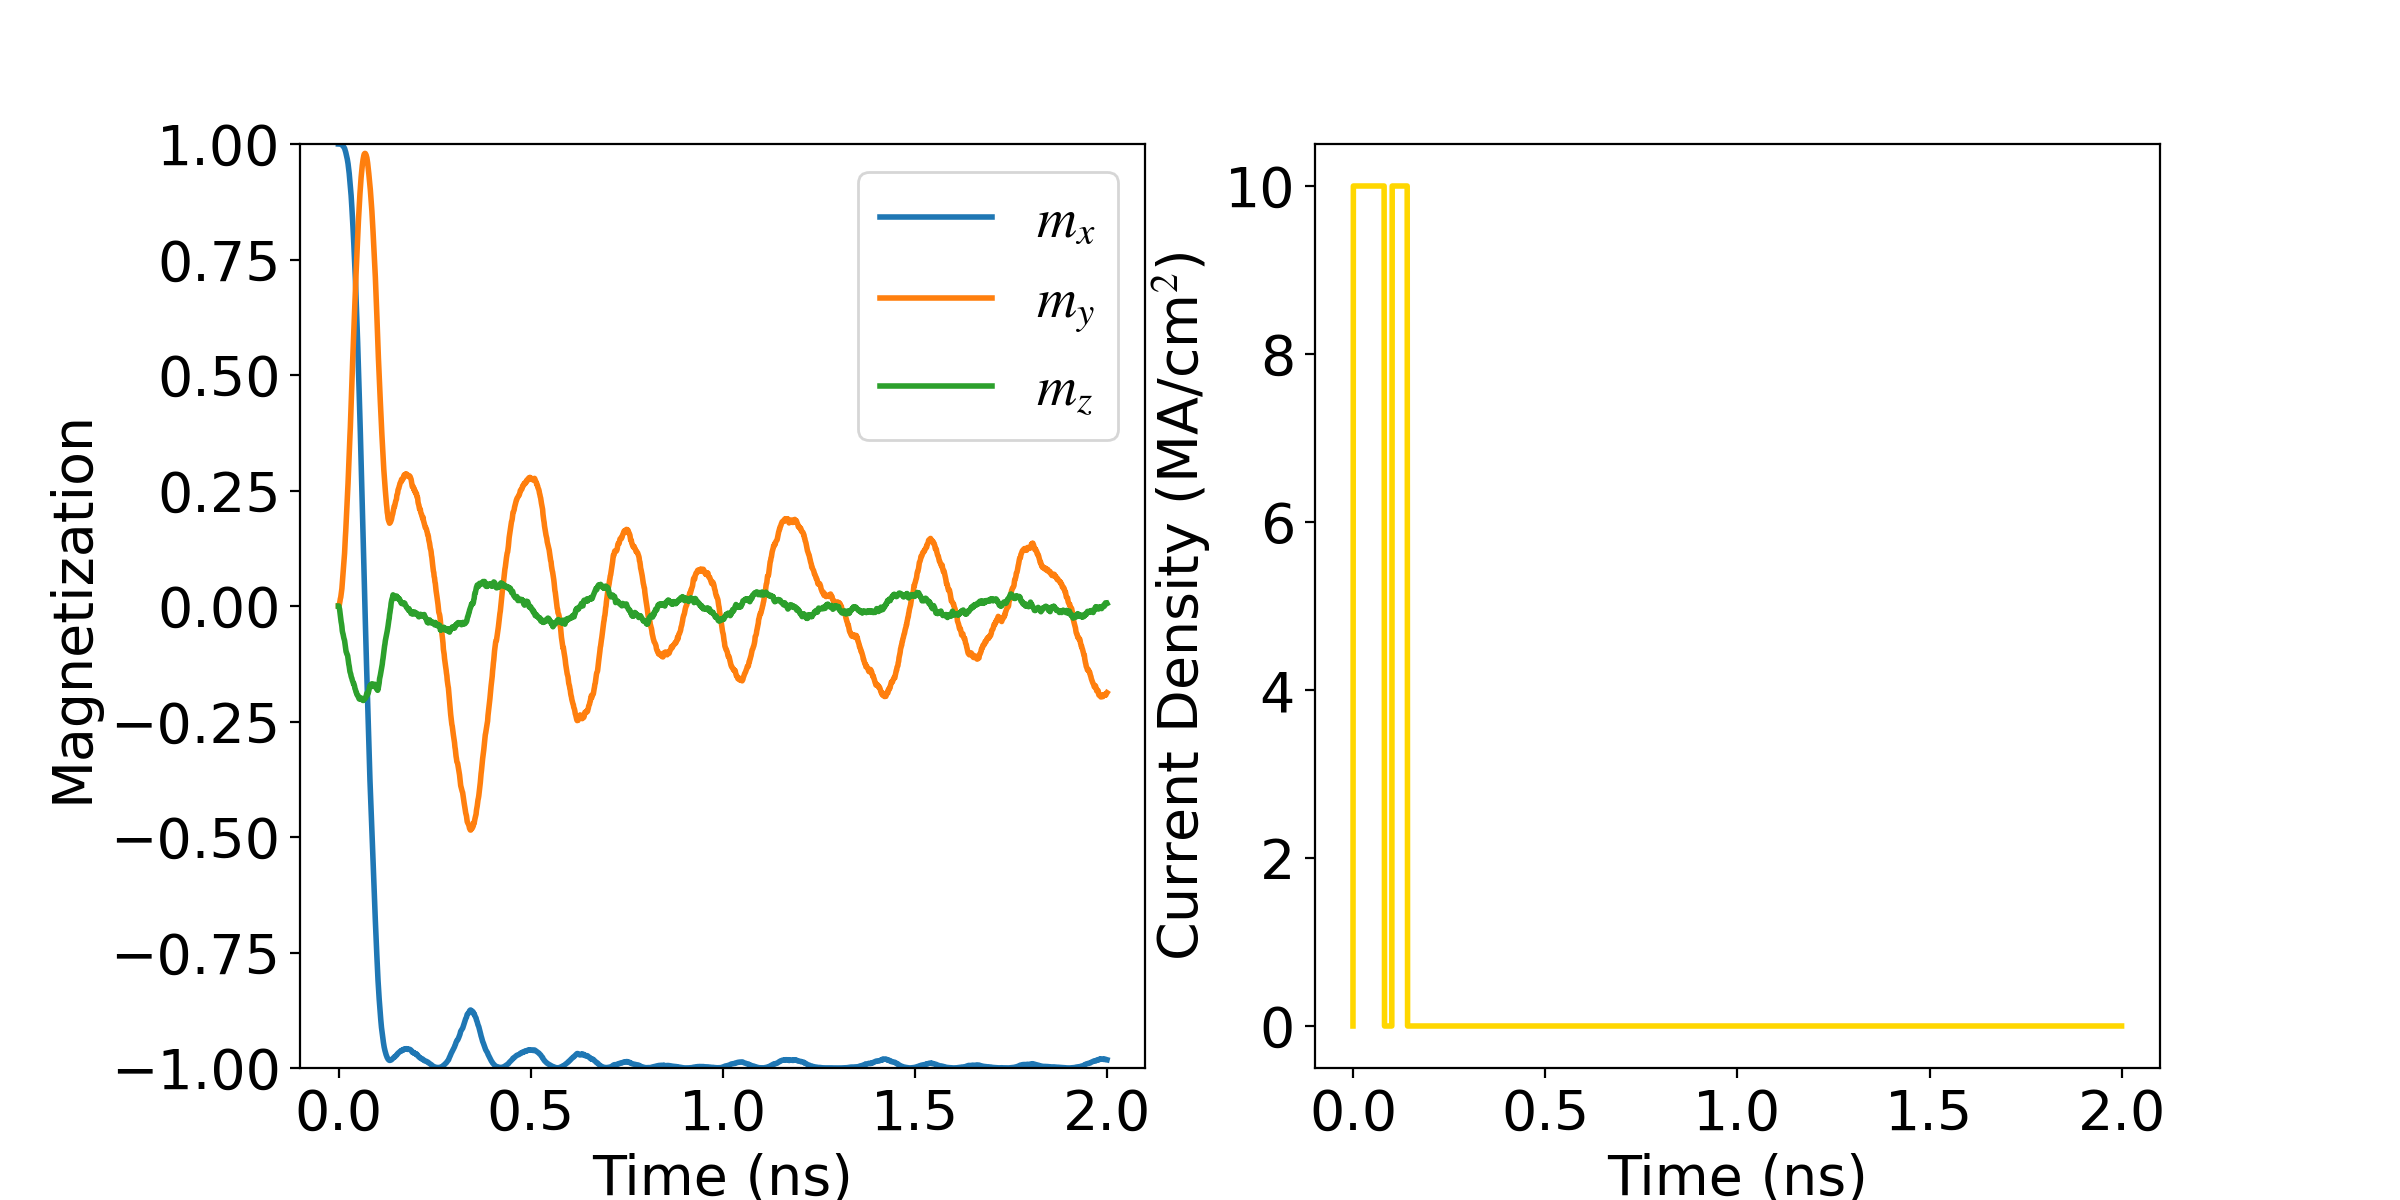 1.00
0.75
0.50
0.25
0.00
−0.25
−0.50
−0.75
−1.00
Magnetization
0.0 0.5 1.0 1.5 2.0
Time (ns)
m_x
m_y
m_z
10
8
6
4
2
0
Current Density (MA/cm²)
0.0 0.5 1.0 1.5 2.0
Time (ns)